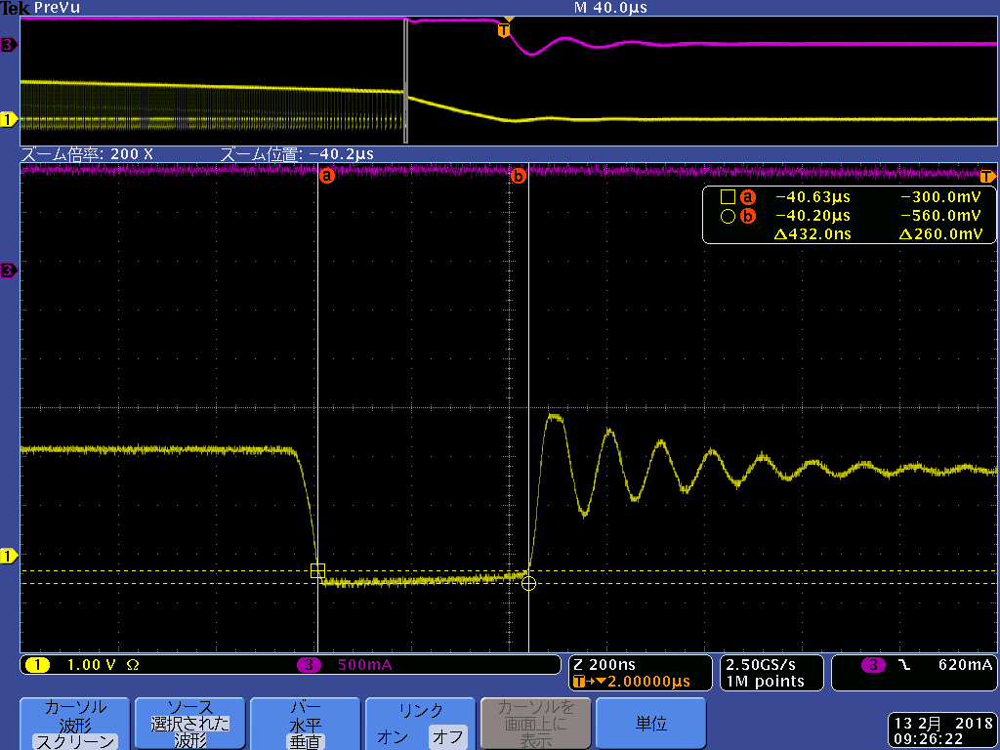 Tek PreVu M 40.0µs
T
3
1
ズーム倍率: 200 X ズーム位置: −40.2µs
a b T
a −40.63µs −300.0mV
b −40.20µs −560.0mV
Δ432.0ns Δ260.0mV
3
1
1 1.00 V Ω 3 500mA Z 200ns 2.50GS/s 3 620mA
T→▼2.00000µs 1M points
カーソル
波形
スクリーン
ソース
選択された
波形
バー
水平
垂直
リンク
オン オフ
カーソルを
画面上に
表示
単位
13 2月 2018
09:26:22